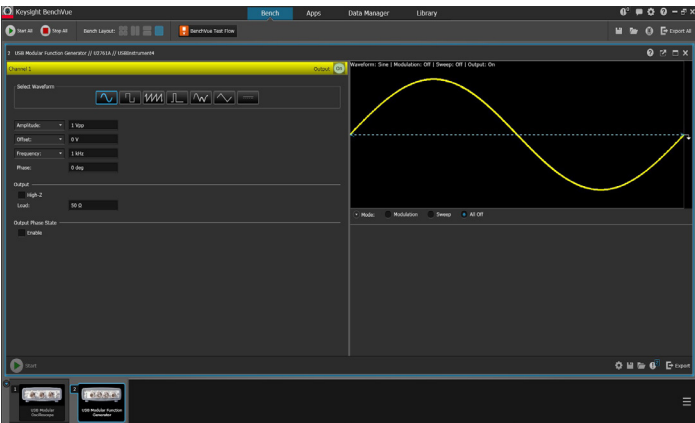 Keysight BenchVue
Bench Apps Data Manager Library
Start All Stop All Bench Layout: BenchVue Test Flow Export All
2 USB Modular Function Generator // U2761A // USBInstrument4
Channel 1 Output On
Waveform: Sine | Modulation: Off | Sweep: Off | Output: On
Select Waveform
Amplitude: 1 Vpp
Offset: 0 V
Frequency: 1 kHz
Phase: 0 deg
Output
High-Z
Load: 50 Ω
Output Phase State
Enable
Mode: Modulation Sweep All Off
Start Export
1 2
USB Modular Oscilloscope
USB Modular Function Generator